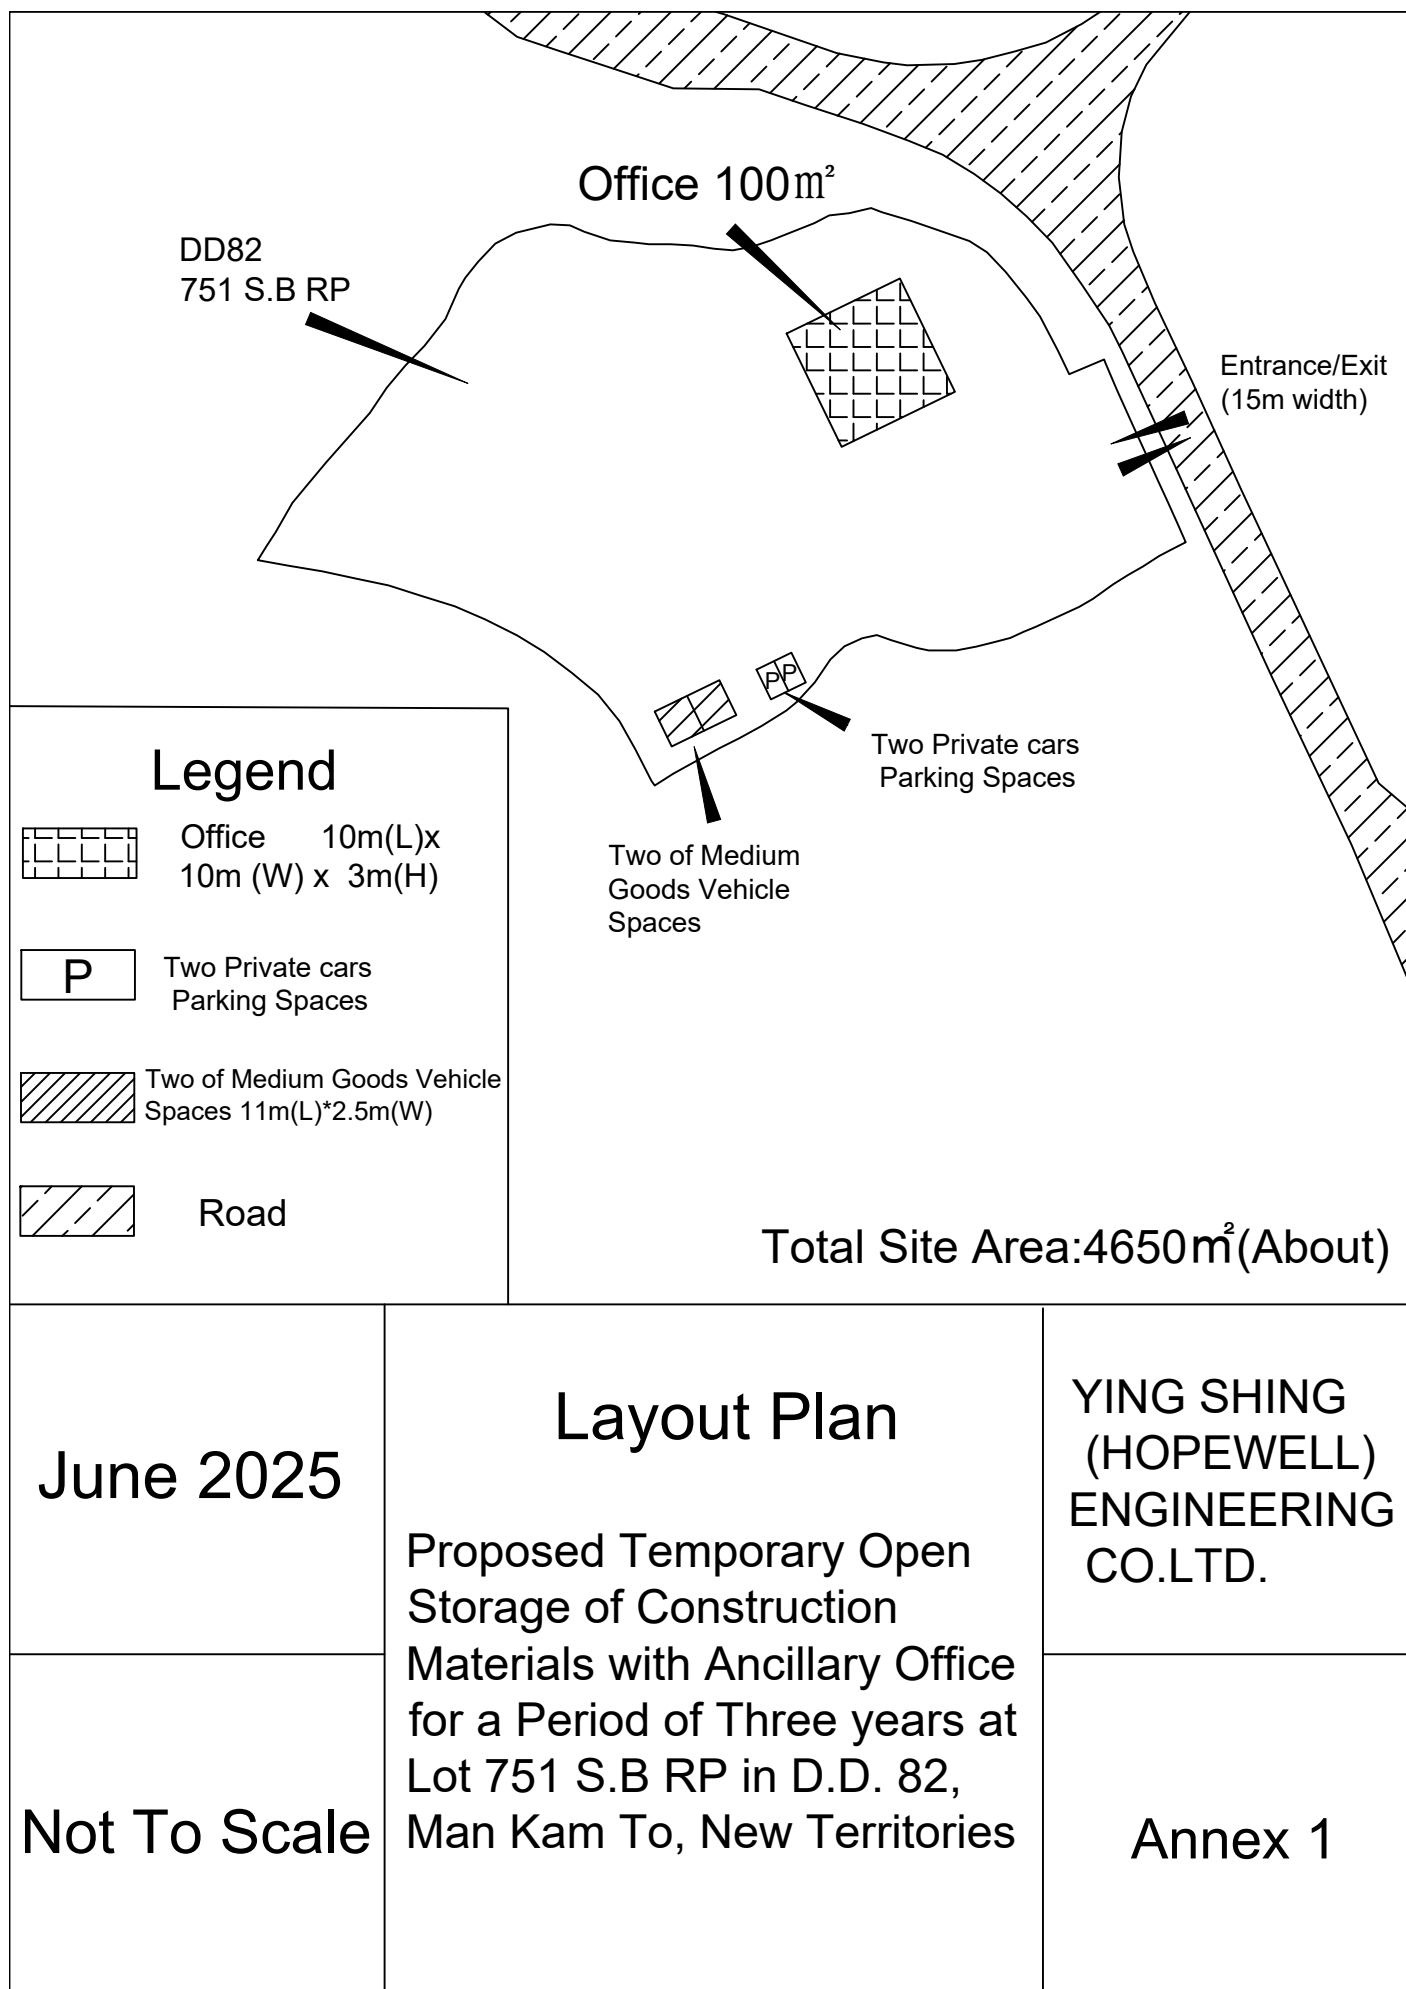 Office 100㎡
DD82
751 S.B RP
Entrance/Exit
(15m width)
P P
Two Private cars
Parking Spaces
Two of Medium
Goods Vehicle
Spaces
Legend
Office 10m(L)x
10m (W) x 3m(H)
P
Two Private cars
Parking Spaces
Two of Medium Goods Vehicle
Spaces 11m(L)*2.5m(W)
Road
Total Site Area:4650㎡(About)
June 2025
Not To Scale
Layout Plan
Proposed Temporary Open
Storage of Construction
Materials with Ancillary Office
for a Period of Three years at
Lot 751 S.B RP in D.D. 82,
Man Kam To, New Territories
YING SHING
(HOPEWELL)
ENGINEERING
CO.LTD.
Annex 1